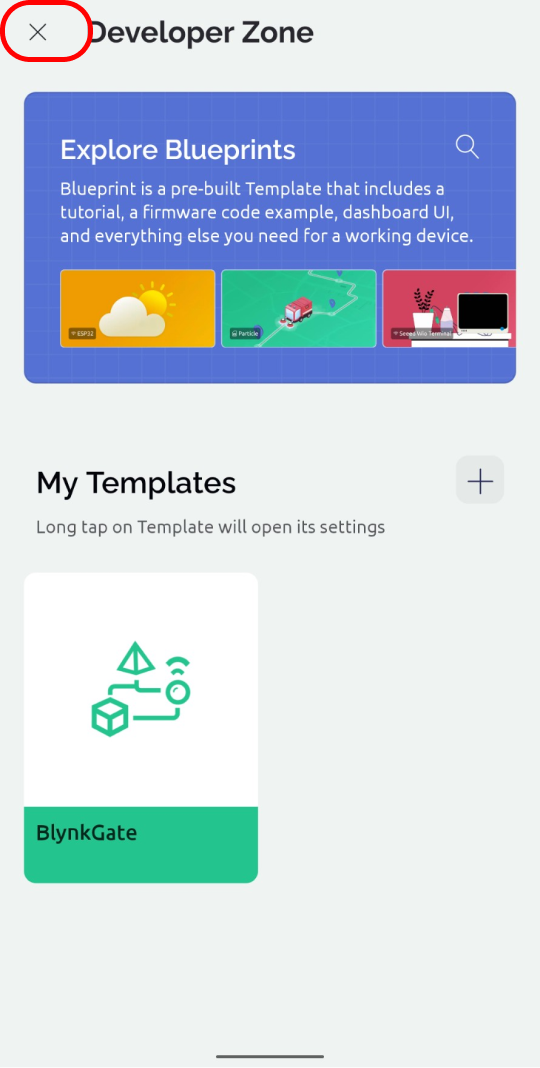 Developer Zone
Explore Blueprints
Blueprint is a pre-built Template that includes a
tutorial, a firmware code example, dashboard UI,
and everything else you need for a working device.
ESP32
Particle
Seeed Wio Terminal
My Templates
Long tap on Template will open its settings
BlynkGate